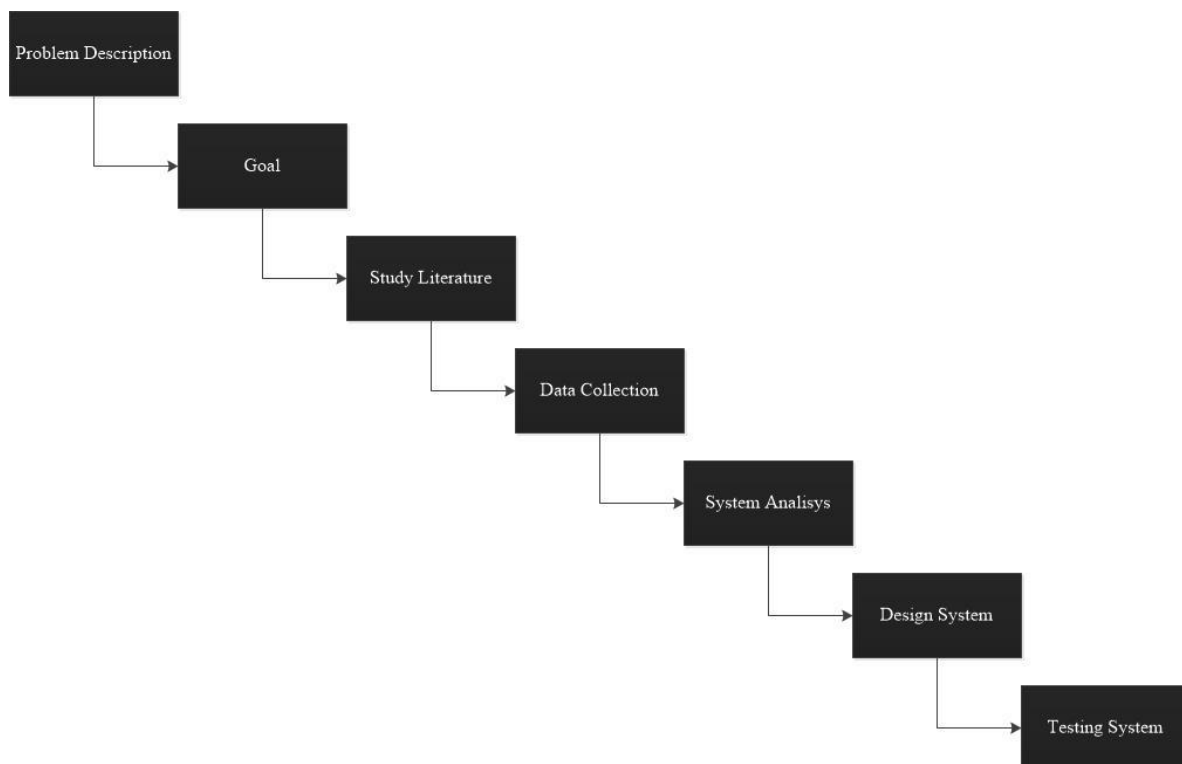 Problem Description
Goal
Study Literature
Data Collection
System Analisys
Design System
Testing System